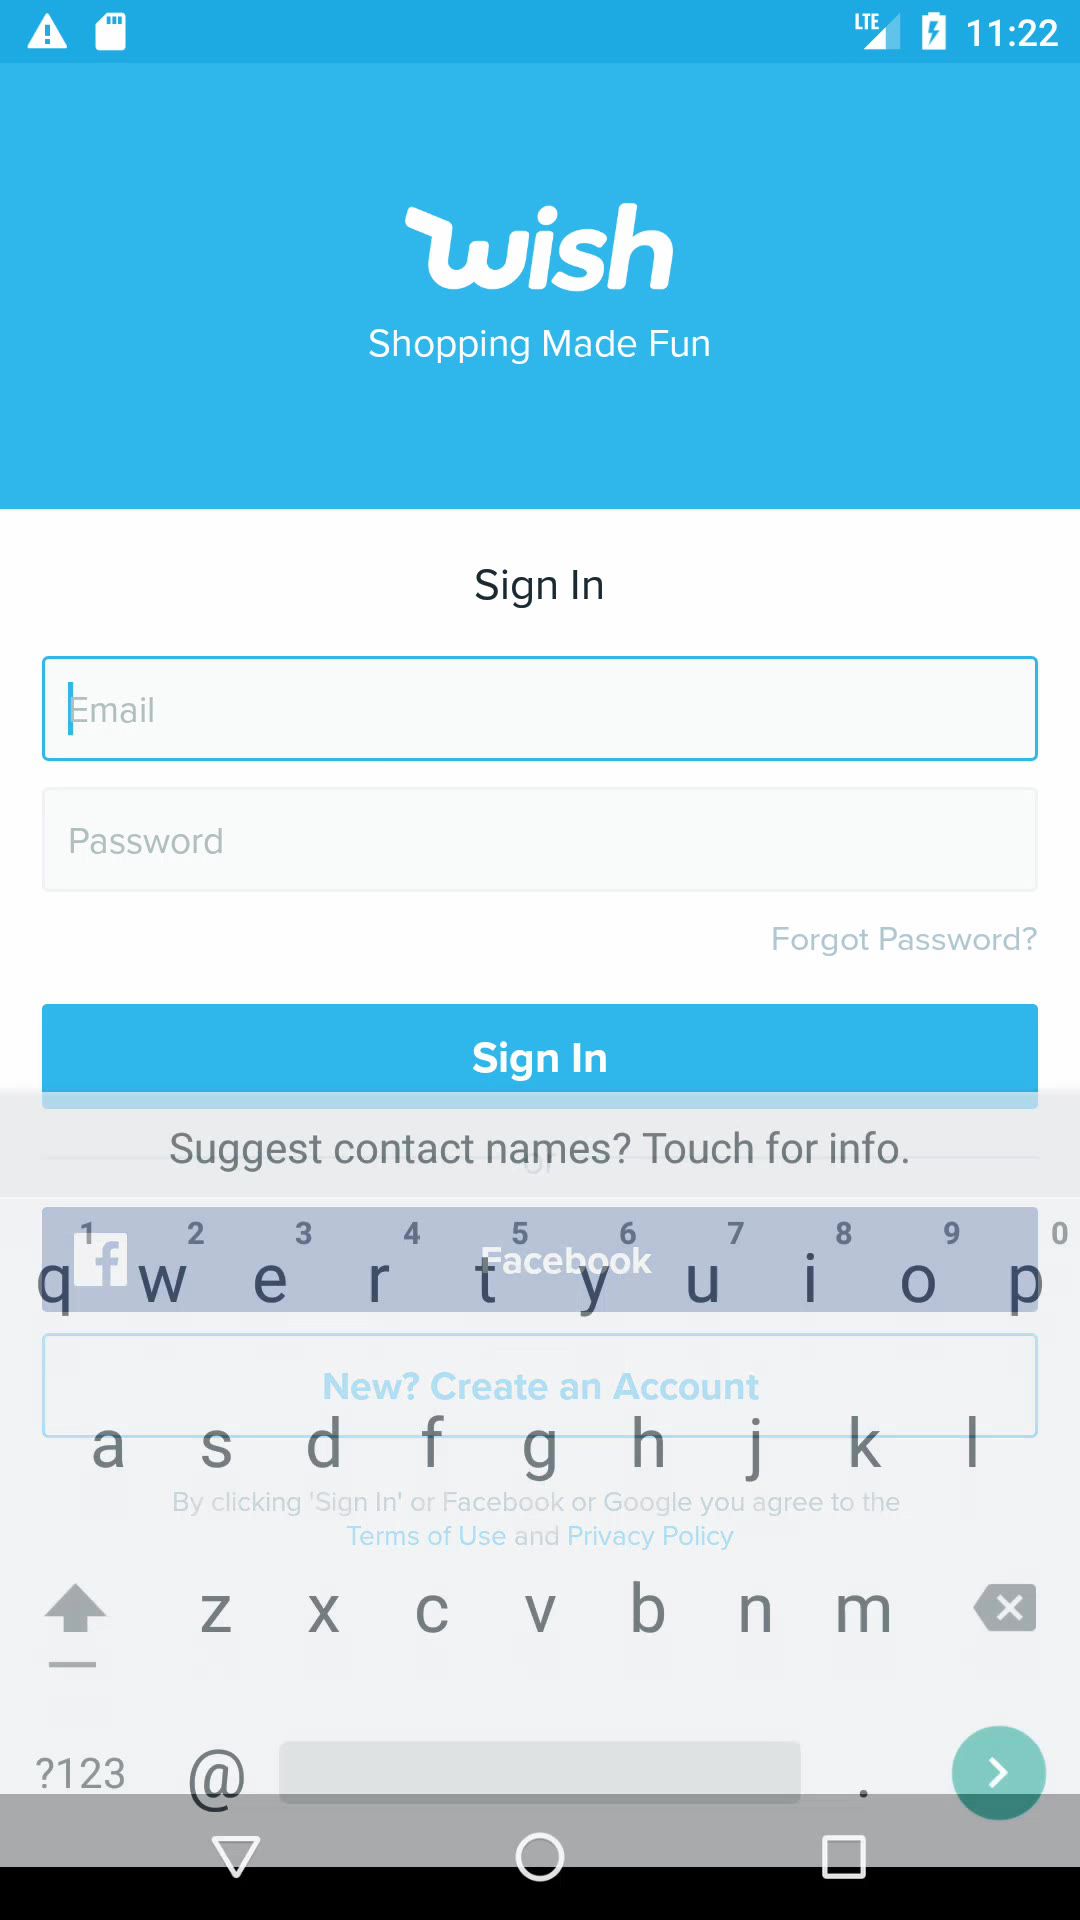 LTE 11:22
wish
Shopping Made Fun
Sign In
Email
Password
Forgot Password?
Sign In
Suggest contact names? Touch for info.
or
1 2 3 4 5 6 7 8 9 0
q w e r t y u i o p
Facebook
New? Create an Account
a s d f g h j k l
By clicking 'Sign In' or Facebook or Google you agree to the
Terms of Use and Privacy Policy
z x c v b n m
?123 @ .